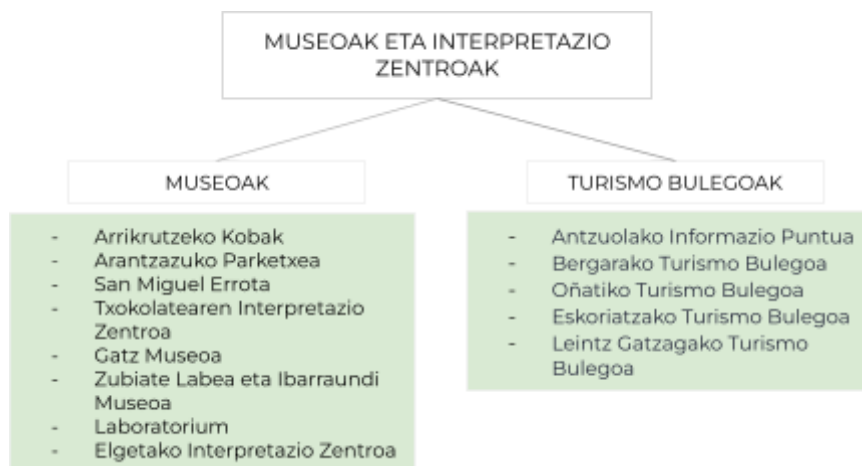 MUSEOAK ETA INTERPRETAZIO
ZENTROAK
MUSEOAK
- Arrikrutzeko Kobak
- Arantzazuko Parketxea
- San Miguel Errota
- Txokolatearen Interpretazio
Zentroa
- Gatz Museoa
- Zubiate Labea eta Ibarraundi
Museoa
- Laboratorium
- Elgetako Interpretazio Zentroa
TURISMO BULEGOAK
- Antzuolako Informazio Puntua
- Bergarako Turismo Bulegoa
- Oñatiko Turismo Bulegoa
- Eskoriatzako Turismo Bulegoa
- Leintz Gatzagako Turismo
Bulegoa